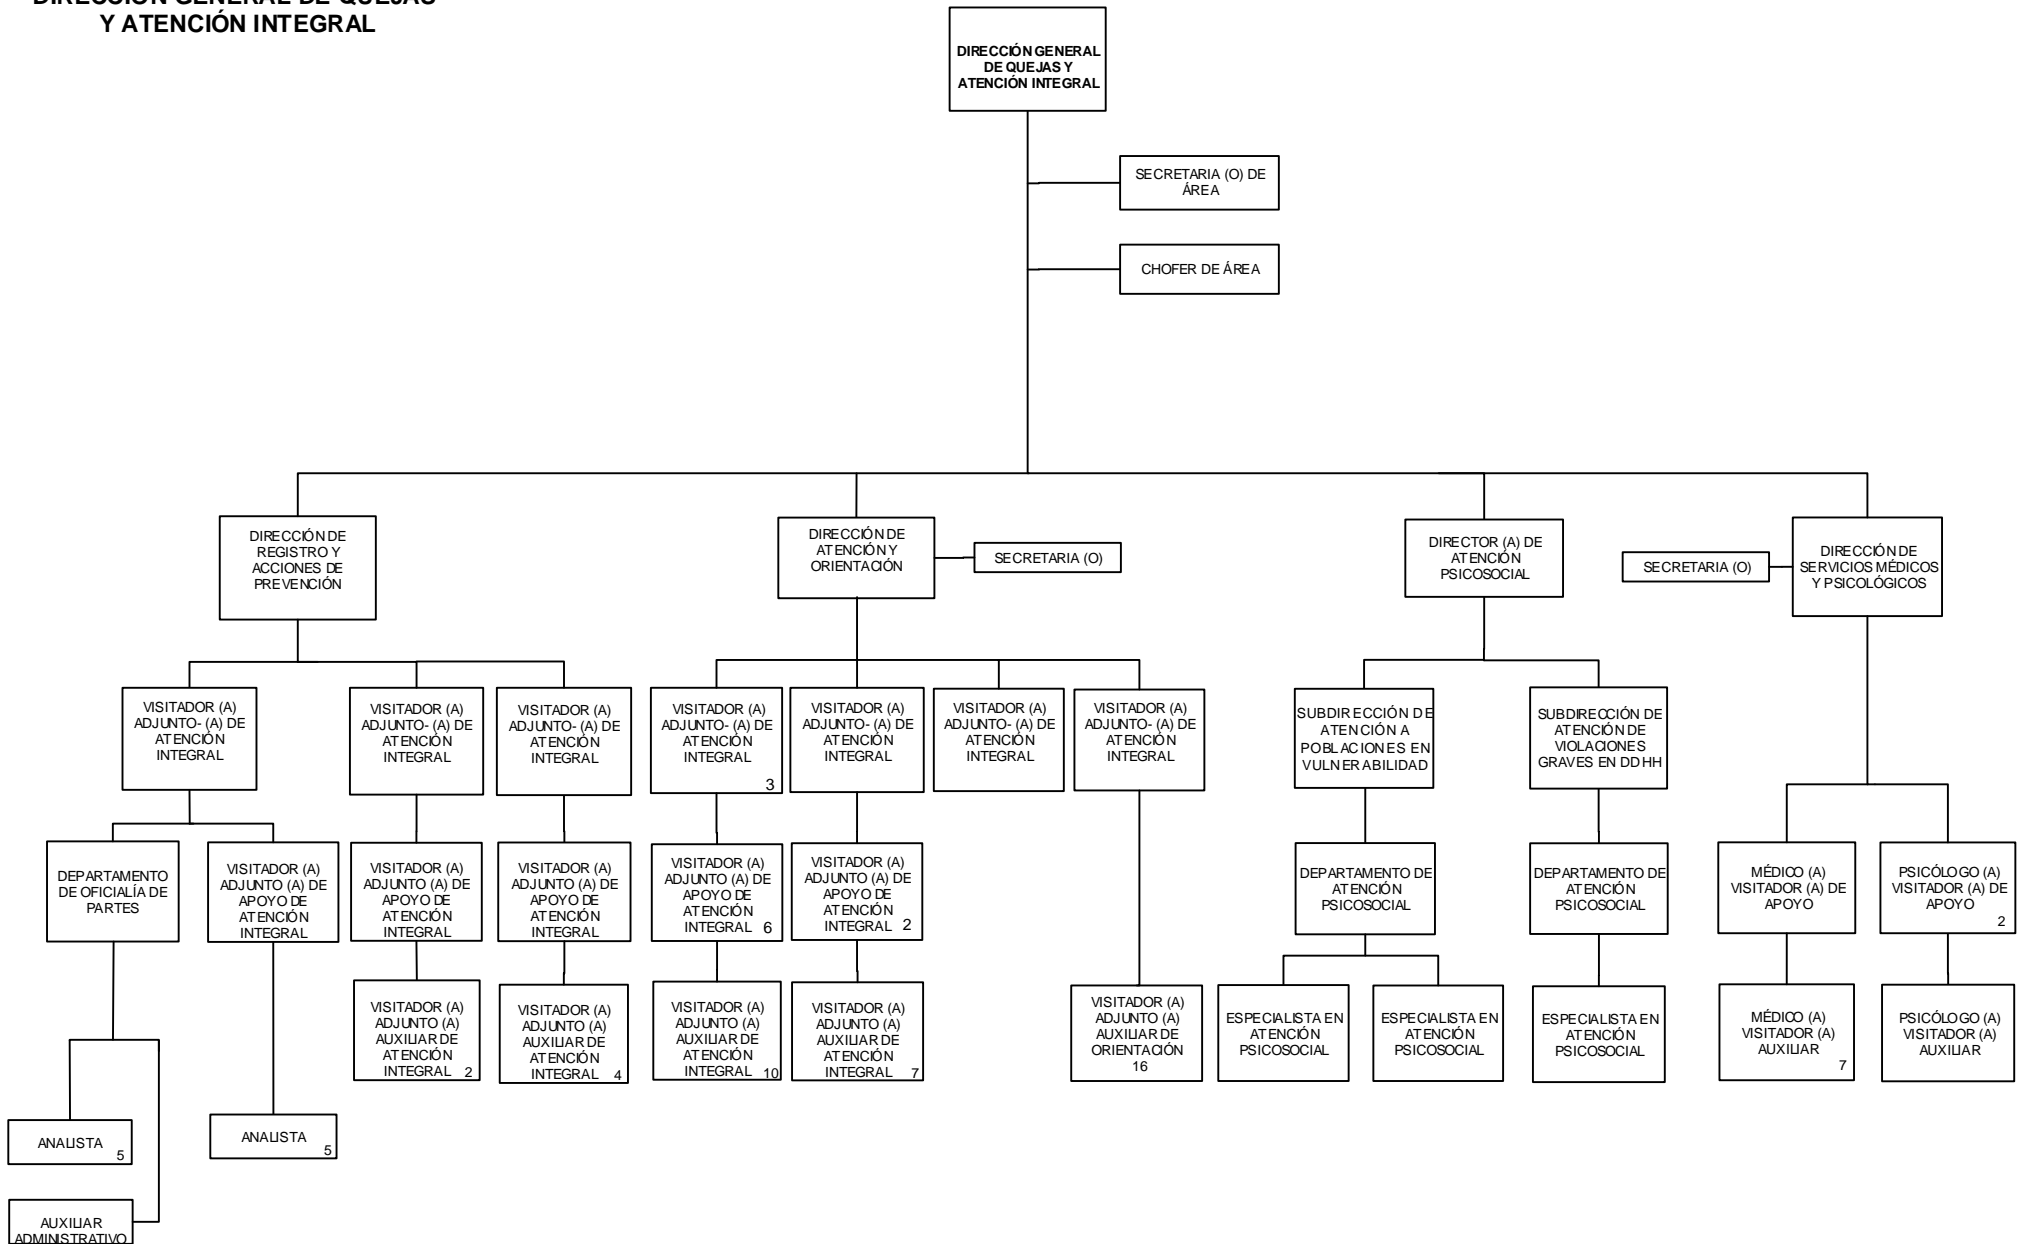 DIRECCIÓN GENERAL DE QUEJAS
Y ATENCIÓN INTEGRAL
DIRECCIÓN GENERAL
DE QUEJAS Y
ATENCIÓN INTEGRAL
SECRETARIA (O) DE
ÁREA
CHOFER DE ÁREA
DIRECCIÓN DE
REGISTRO Y
ACCIONES DE
PREVENCIÓN
DIRECCIÓN DE
ATENCIÓN Y
ORIENTACIÓN
SECRETARIA (O)
DIRECTOR (A) DE
ATENCIÓN
PSICOSOCIAL
SECRETARIA (O)
DIRECCIÓN DE
SERVICIOS MÉDICOS
Y PSICOLÓGICOS
VISITADOR (A)
ADJUNTO- (A) DE
ATENCIÓN
INTEGRAL
VISITADOR (A)
ADJUNTO- (A) DE
ATENCIÓN
INTEGRAL
VISITADOR (A)
ADJUNTO- (A) DE
ATENCIÓN
INTEGRAL
VISITADOR (A)
ADJUNTO- (A) DE
ATENCIÓN
INTEGRAL
3
VISITADOR (A)
ADJUNTO- (A) DE
ATENCIÓN
INTEGRAL
VISITADOR (A)
ADJUNTO- (A) DE
ATENCIÓN
INTEGRAL
VISITADOR (A)
ADJUNTO- (A) DE
ATENCIÓN
INTEGRAL
SUBDIRECCIÓN DE
ATENCIÓN A
POBLACIONES EN
VULNERABILIDAD
SUBDIRECCIÓN DE
ATENCIÓN DE
VIOLACIONES
GRAVES EN DDHH
DEPARTAMENTO
DE OFICIALÍA DE
PARTES
VISITADOR (A)
ADJUNTO (A) DE
APOYO DE
ATENCIÓN
INTEGRAL
VISITADOR (A)
ADJUNTO (A) DE
APOYO DE
ATENCIÓN
INTEGRAL
VISITADOR (A)
ADJUNTO (A) DE
APOYO DE
ATENCIÓN
INTEGRAL
VISITADOR (A)
ADJUNTO (A) DE
APOYO DE
ATENCIÓN
INTEGRAL 6
VISITADOR (A)
ADJUNTO (A) DE
APOYO DE
ATENCIÓN
INTEGRAL 2
DEPARTAMENTO DE
ATENCIÓN
PSICOSOCIAL
DEPARTAMENTO DE
ATENCIÓN
PSICOSOCIAL
MÉDICO (A)
VISITADOR (A) DE
APOYO
PSICÓLOGO (A)
VISITADOR (A) DE
APOYO
2
VISITADOR (A)
ADJUNTO (A)
AUXILIAR DE
ATENCIÓN
INTEGRAL 2
VISITADOR (A)
ADJUNTO (A)
AUXILIAR DE
ATENCIÓN
INTEGRAL 4
VISITADOR (A)
ADJUNTO (A)
AUXILIAR DE
ATENCIÓN
INTEGRAL 10
VISITADOR (A)
ADJUNTO (A)
AUXILIAR DE
ATENCIÓN
INTEGRAL 7
VISITADOR (A)
ADJUNTO (A)
AUXILIAR DE
ORIENTACIÓN
16
ESPECIALISTA EN
ATENCIÓN
PSICOSOCIAL
ESPECIALISTA EN
ATENCIÓN
PSICOSOCIAL
ESPECIALISTA EN
ATENCIÓN
PSICOSOCIAL
MÉDICO (A)
VISITADOR (A)
AUXILIAR
7
PSICÓLOGO (A)
VISITADOR (A)
AUXILIAR
ANALISTA 5
ANALISTA 5
AUXILIAR
ADMINISTRATIVO